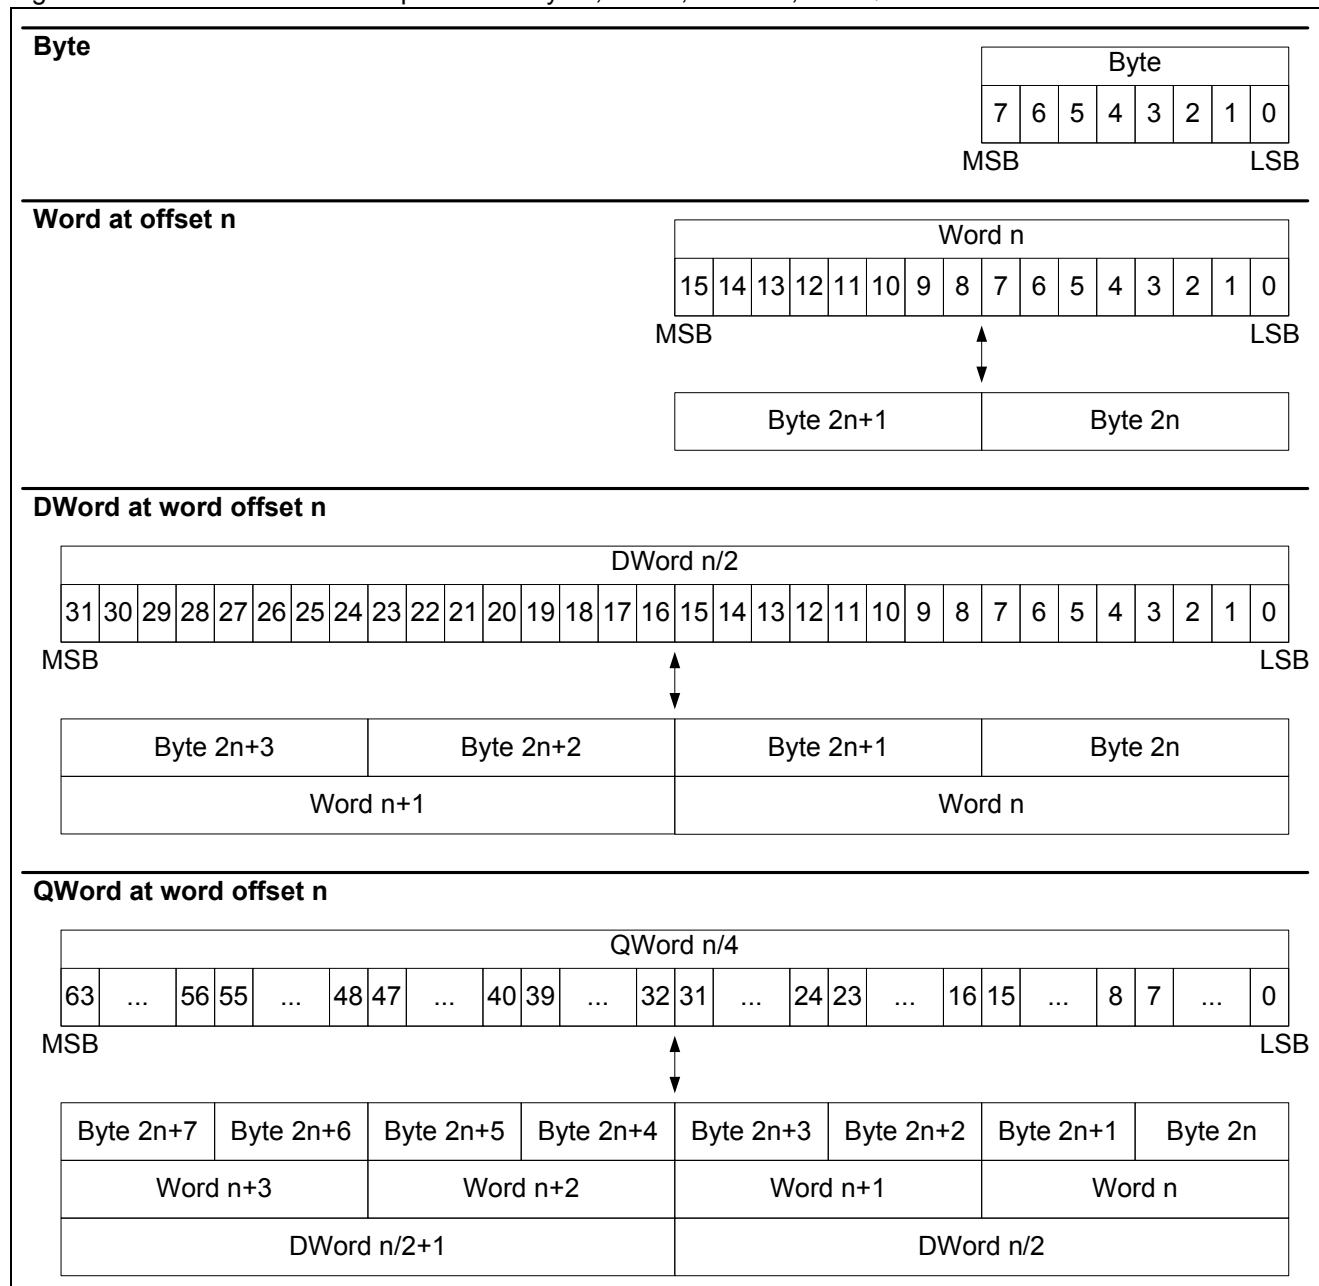 Byte
Byte
7 6 5 4 3 2 1 0
MSB LSB
Word at offset n
Word n
15 14 13 12 11 10 9 8 7 6 5 4 3 2 1 0
MSB LSB
Byte 2n+1 Byte 2n
DWord at word offset n
DWord n/2
31 30 29 28 27 26 25 24 23 22 21 20 19 18 17 16 15 14 13 12 11 10 9 8 7 6 5 4 3 2 1 0
MSB LSB
Byte 2n+3 Byte 2n+2 Byte 2n+1 Byte 2n
Word n+1 Word n
QWord at word offset n
QWord n/4
63 ... 56 55 ... 48 47 ... 40 39 ... 32 31 ... 24 23 ... 16 15 ... 8 7 ... 0
MSB LSB
Byte 2n+7 Byte 2n+6 Byte 2n+5 Byte 2n+4 Byte 2n+3 Byte 2n+2 Byte 2n+1 Byte 2n
Word n+3 Word n+2 Word n+1 Word n
DWord n/2+1 DWord n/2